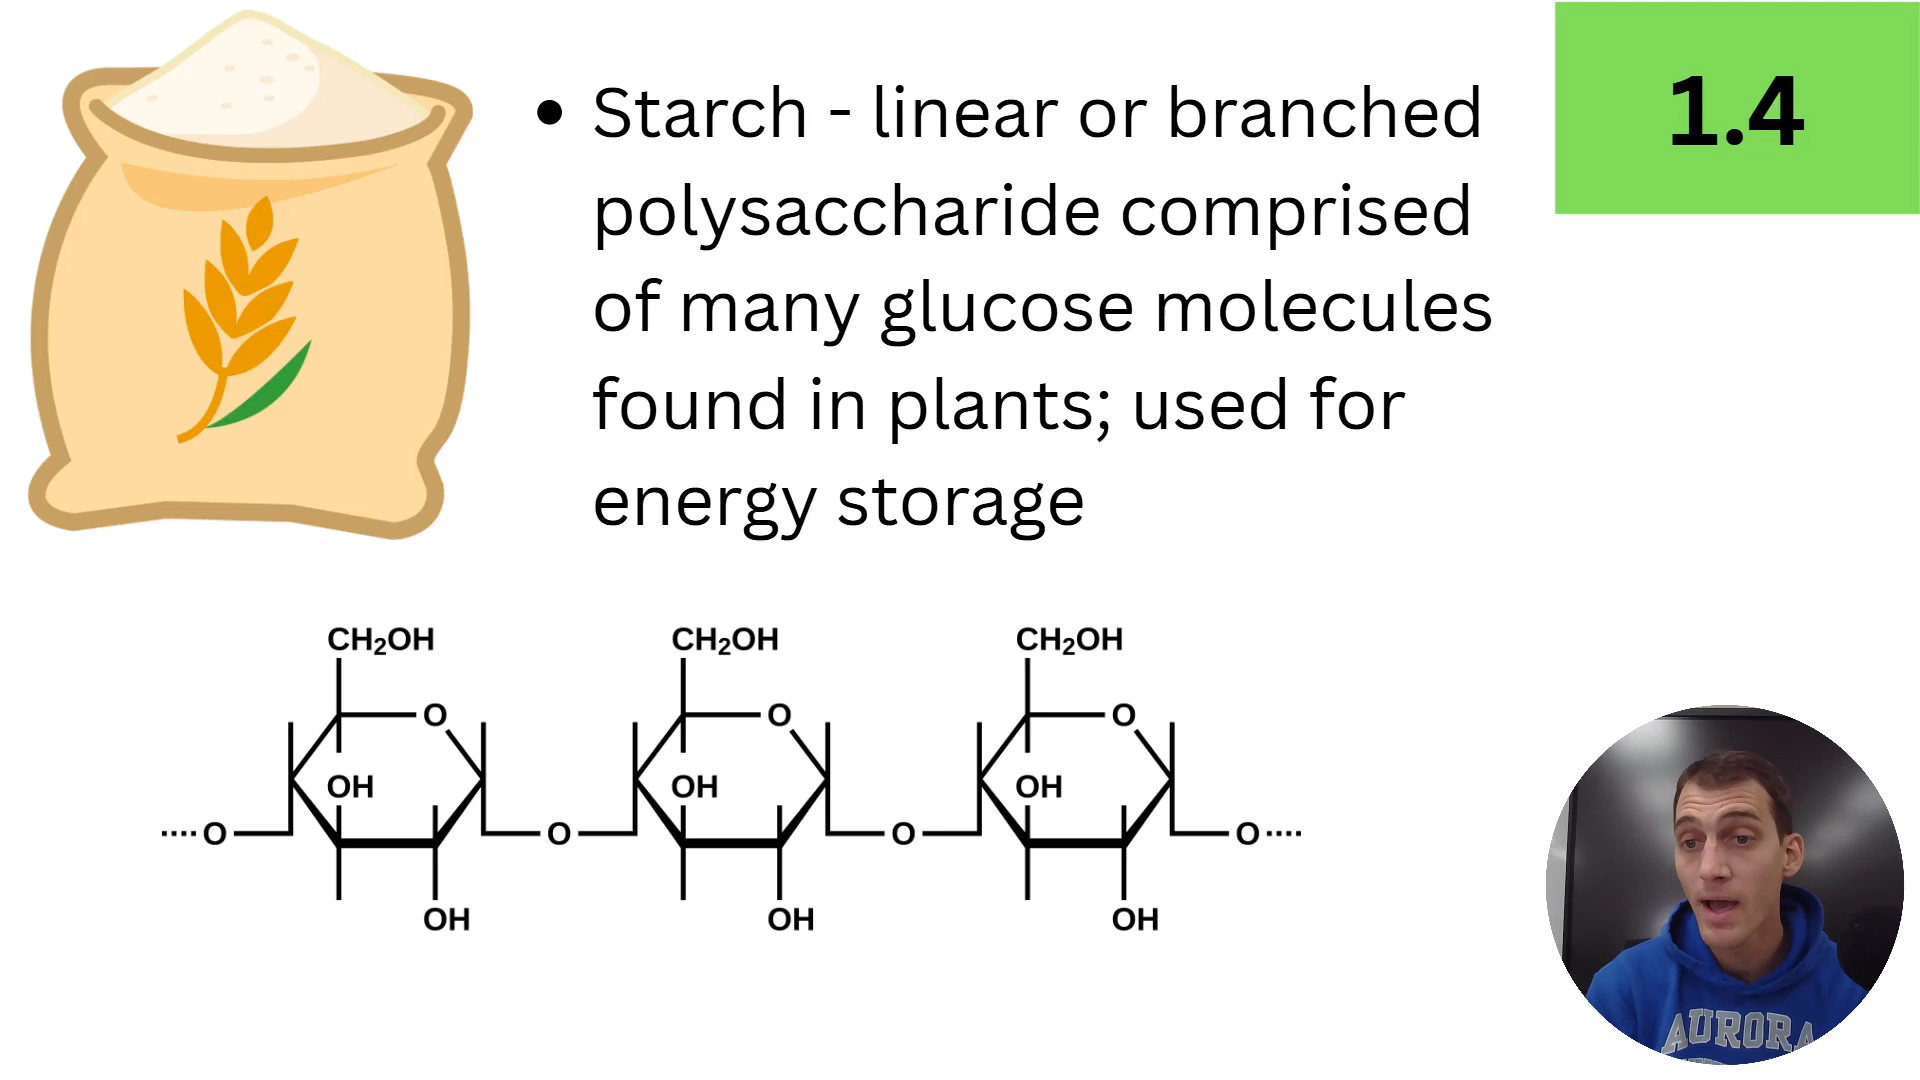 1.4
• Starch - linear or branched
polysaccharide comprised
of many glucose molecules
found in plants; used for
energy storage
CH₂OH CH₂OH CH₂OH
O O O
OH OH OH
....O O O O....
OH OH OH
AURORA